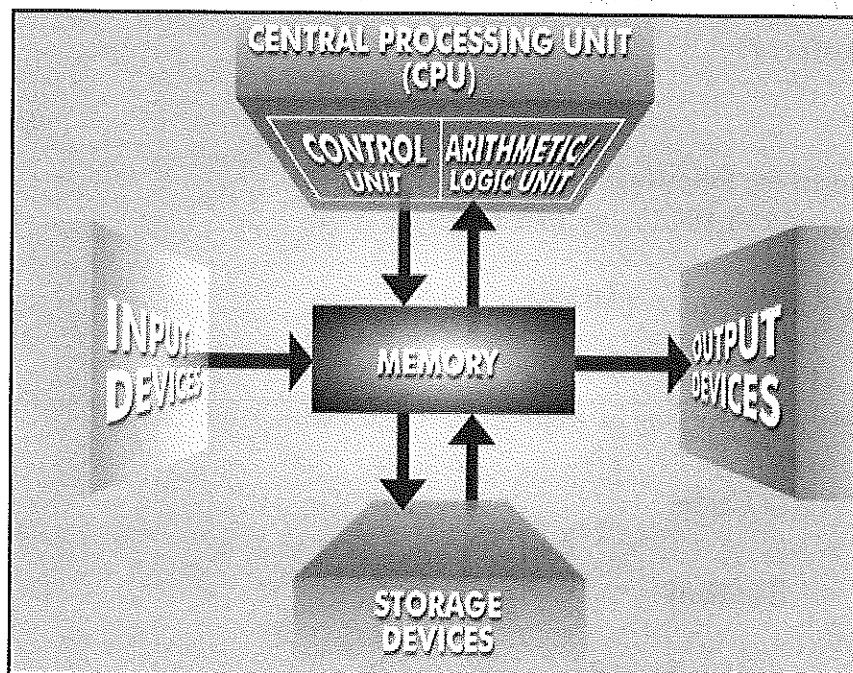 CENTRAL PROCESSING UNIT
(CPU)
CONTROL
UNIT
ARITHMETIC/
LOGIC UNIT
INPUT
DEVICES
MEMORY
OUTPUT
DEVICES
STORAGE
DEVICES